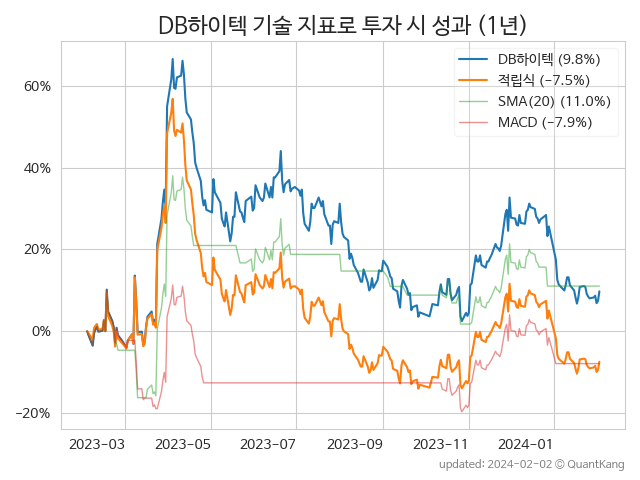 DB하이텍 기술 지표로 투자 시 성과 (1년)
DB하이텍 (9.8%)
적립식 (−7.5%)
SMA(20) (11.0%)
MACD (−7.9%)
60%
40%
20%
0%
−20%
2023-03 2023-05 2023-07 2023-09 2023-11 2024-01
updated: 2024-02-02 © QuantKang